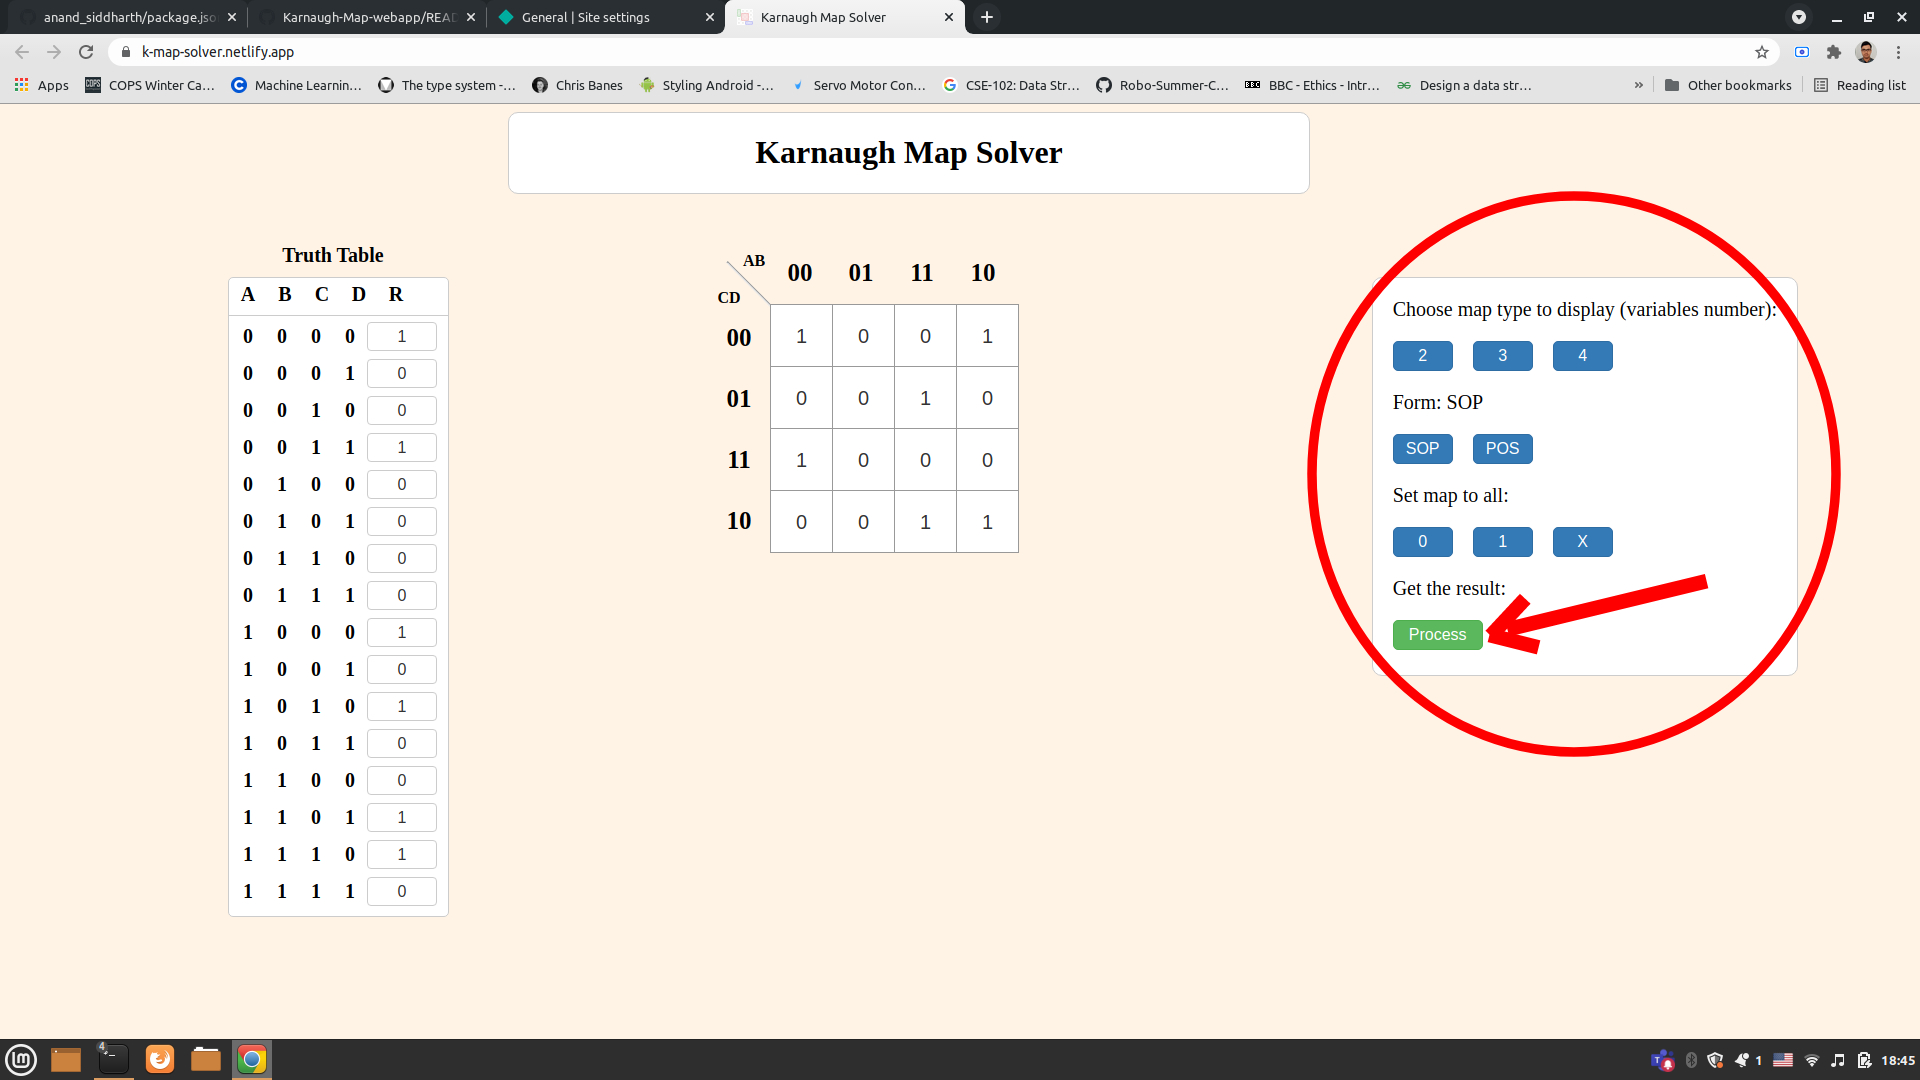 anand_siddharth/package.jso
Karnaugh-Map-webapp/READ
General | Site settings
Karnaugh Map Solver
k-map-solver.netlify.app
Apps
COPS Winter Ca...
Machine Learnin...
The type system -...
Chris Banes
Styling Android -...
Servo Motor Con...
CSE-102: Data Str...
Robo-Summer-C...
BBC - Ethics - Intr...
Design a data str...
»
Other bookmarks
Reading list
Karnaugh Map Solver
Truth Table
A B C D R
0 0 0 0 1
0 0 0 1 0
0 0 1 0 0
0 0 1 1 1
0 1 0 0 0
0 1 0 1 0
0 1 1 0 0
0 1 1 1 0
1 0 0 0 1
1 0 0 1 0
1 0 1 0 1
1 0 1 1 0
1 1 0 0 0
1 1 0 1 1
1 1 1 0 1
1 1 1 1 0
AB
CD
00 01 11 10
00 1 0 0 1
01 0 0 1 0
11 1 0 0 0
10 0 0 1 1
Choose map type to display (variables number):
2 3 4
Form: SOP
SOP POS
Set map to all:
0 1 X
Get the result:
Process
4
1
18:45